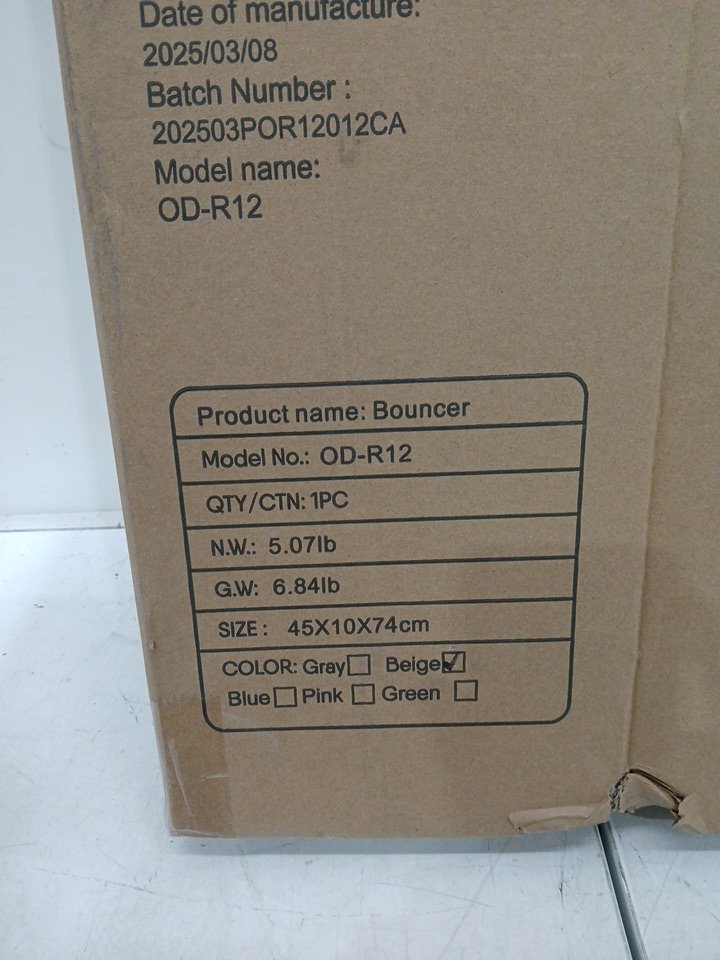 Date of manufacture:
2025/03/08
Batch Number :
202503POR12012CA
Model name:
OD-R12
Product name: Bouncer
Model No.: OD-R12
QTY/CTN: 1PC
N.W.: 5.07lb
G.W: 6.84lb
SIZE : 45X10X74cm
COLOR: Gray☐ Beige☑
Blue☐ Pink ☐ Green ☐